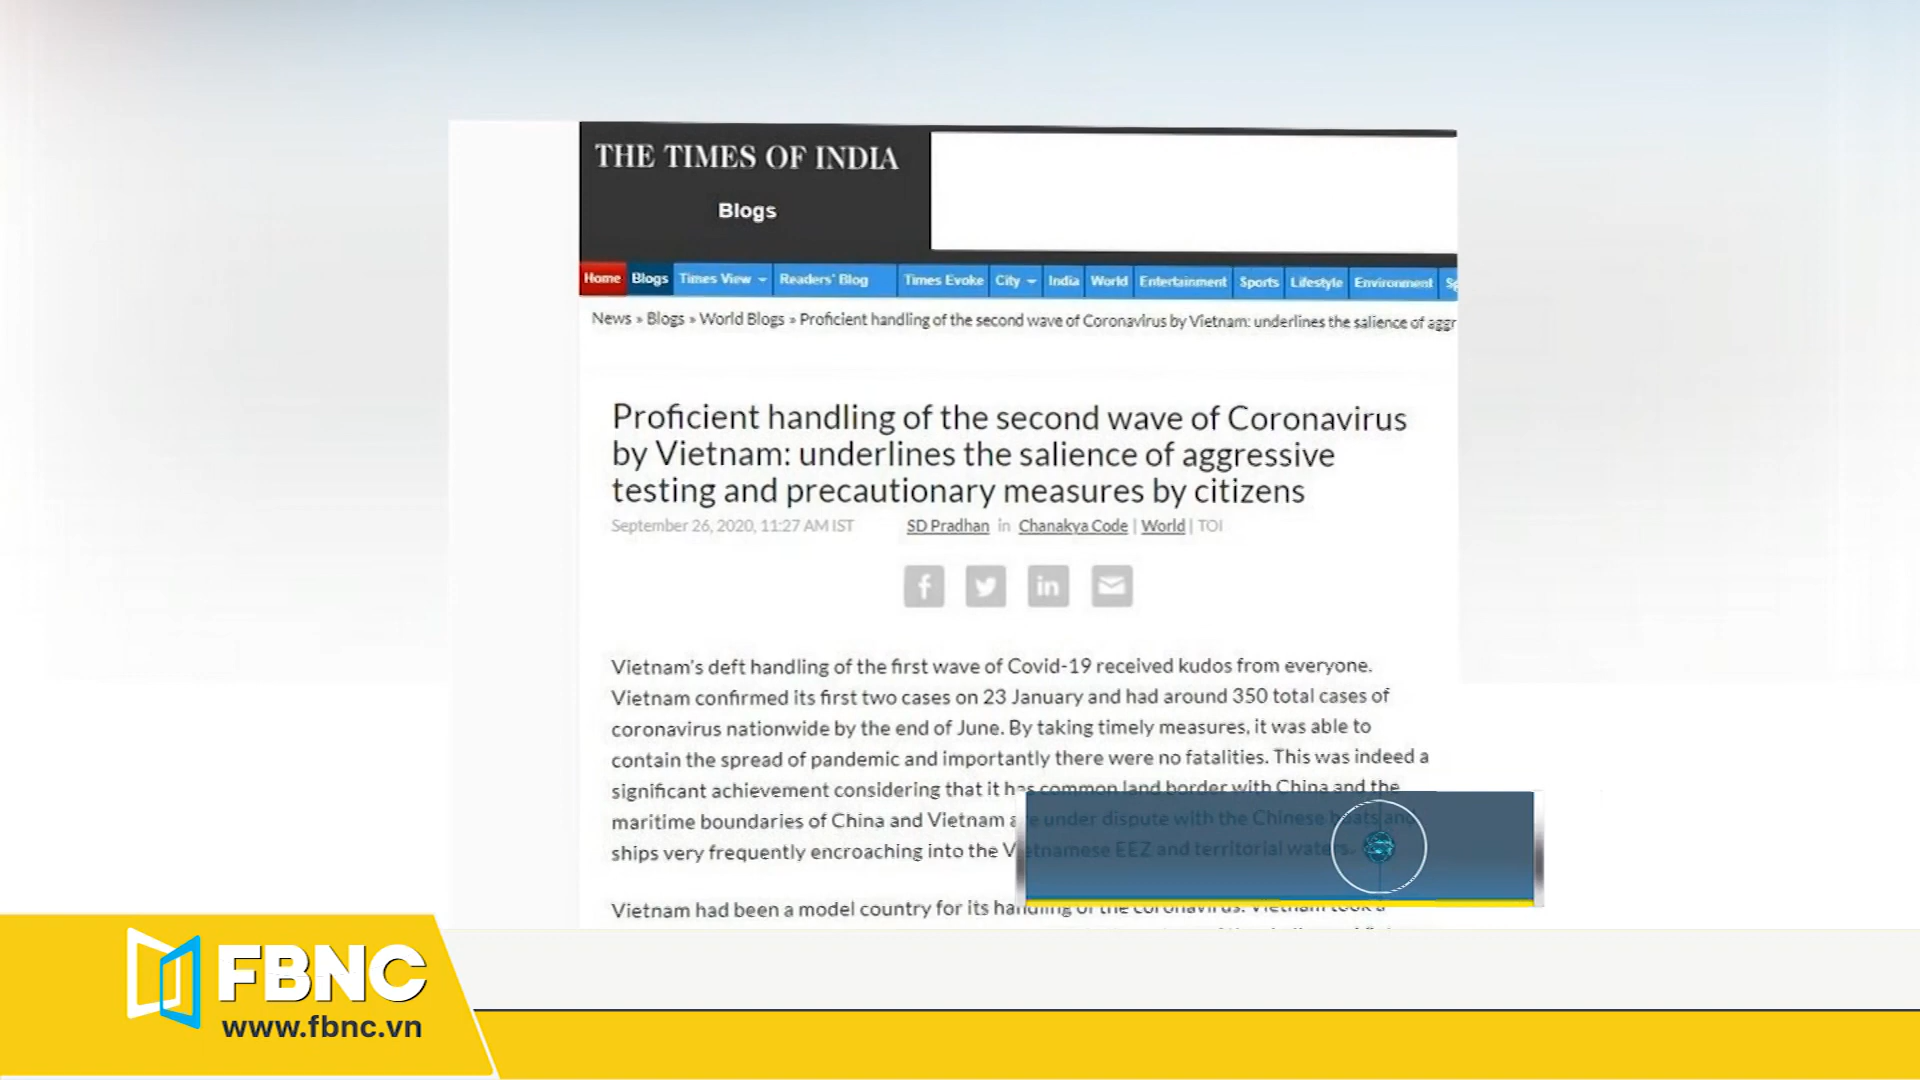 THE TIMES OF INDIA
Blogs
Home Blogs Times View Readers' Blog Times Evoke City India World Entertainment Sports Lifestyle Environment
News » Blogs » World Blogs » Proficient handling of the second wave of Coronavirus by Vietnam: underlines the salience of aggr
Proficient handling of the second wave of Coronavirus
by Vietnam: underlines the salience of aggressive
testing and precautionary measures by citizens
September 26, 2020, 11:27 AM IST SD Pradhan in Chanakya Code | World | TOI
Vietnam's deft handling of the first wave of Covid-19 received kudos from everyone.
Vietnam confirmed its first two cases on 23 January and had around 350 total cases of
coronavirus nationwide by the end of June. By taking timely measures, it was able to
contain the spread of pandemic and importantly there were no fatalities. This was indeed a
significant achievement considering that it has common land border with China and the
maritime boundaries of China and Vietnam are under dispute with the Chinese boats and
ships very frequently encroaching into the Vietnamese EEZ and territorial waters.
Vietnam had been a model country for its handling of the coronavirus. Vietnam took a
FBNC
www.fbnc.vn